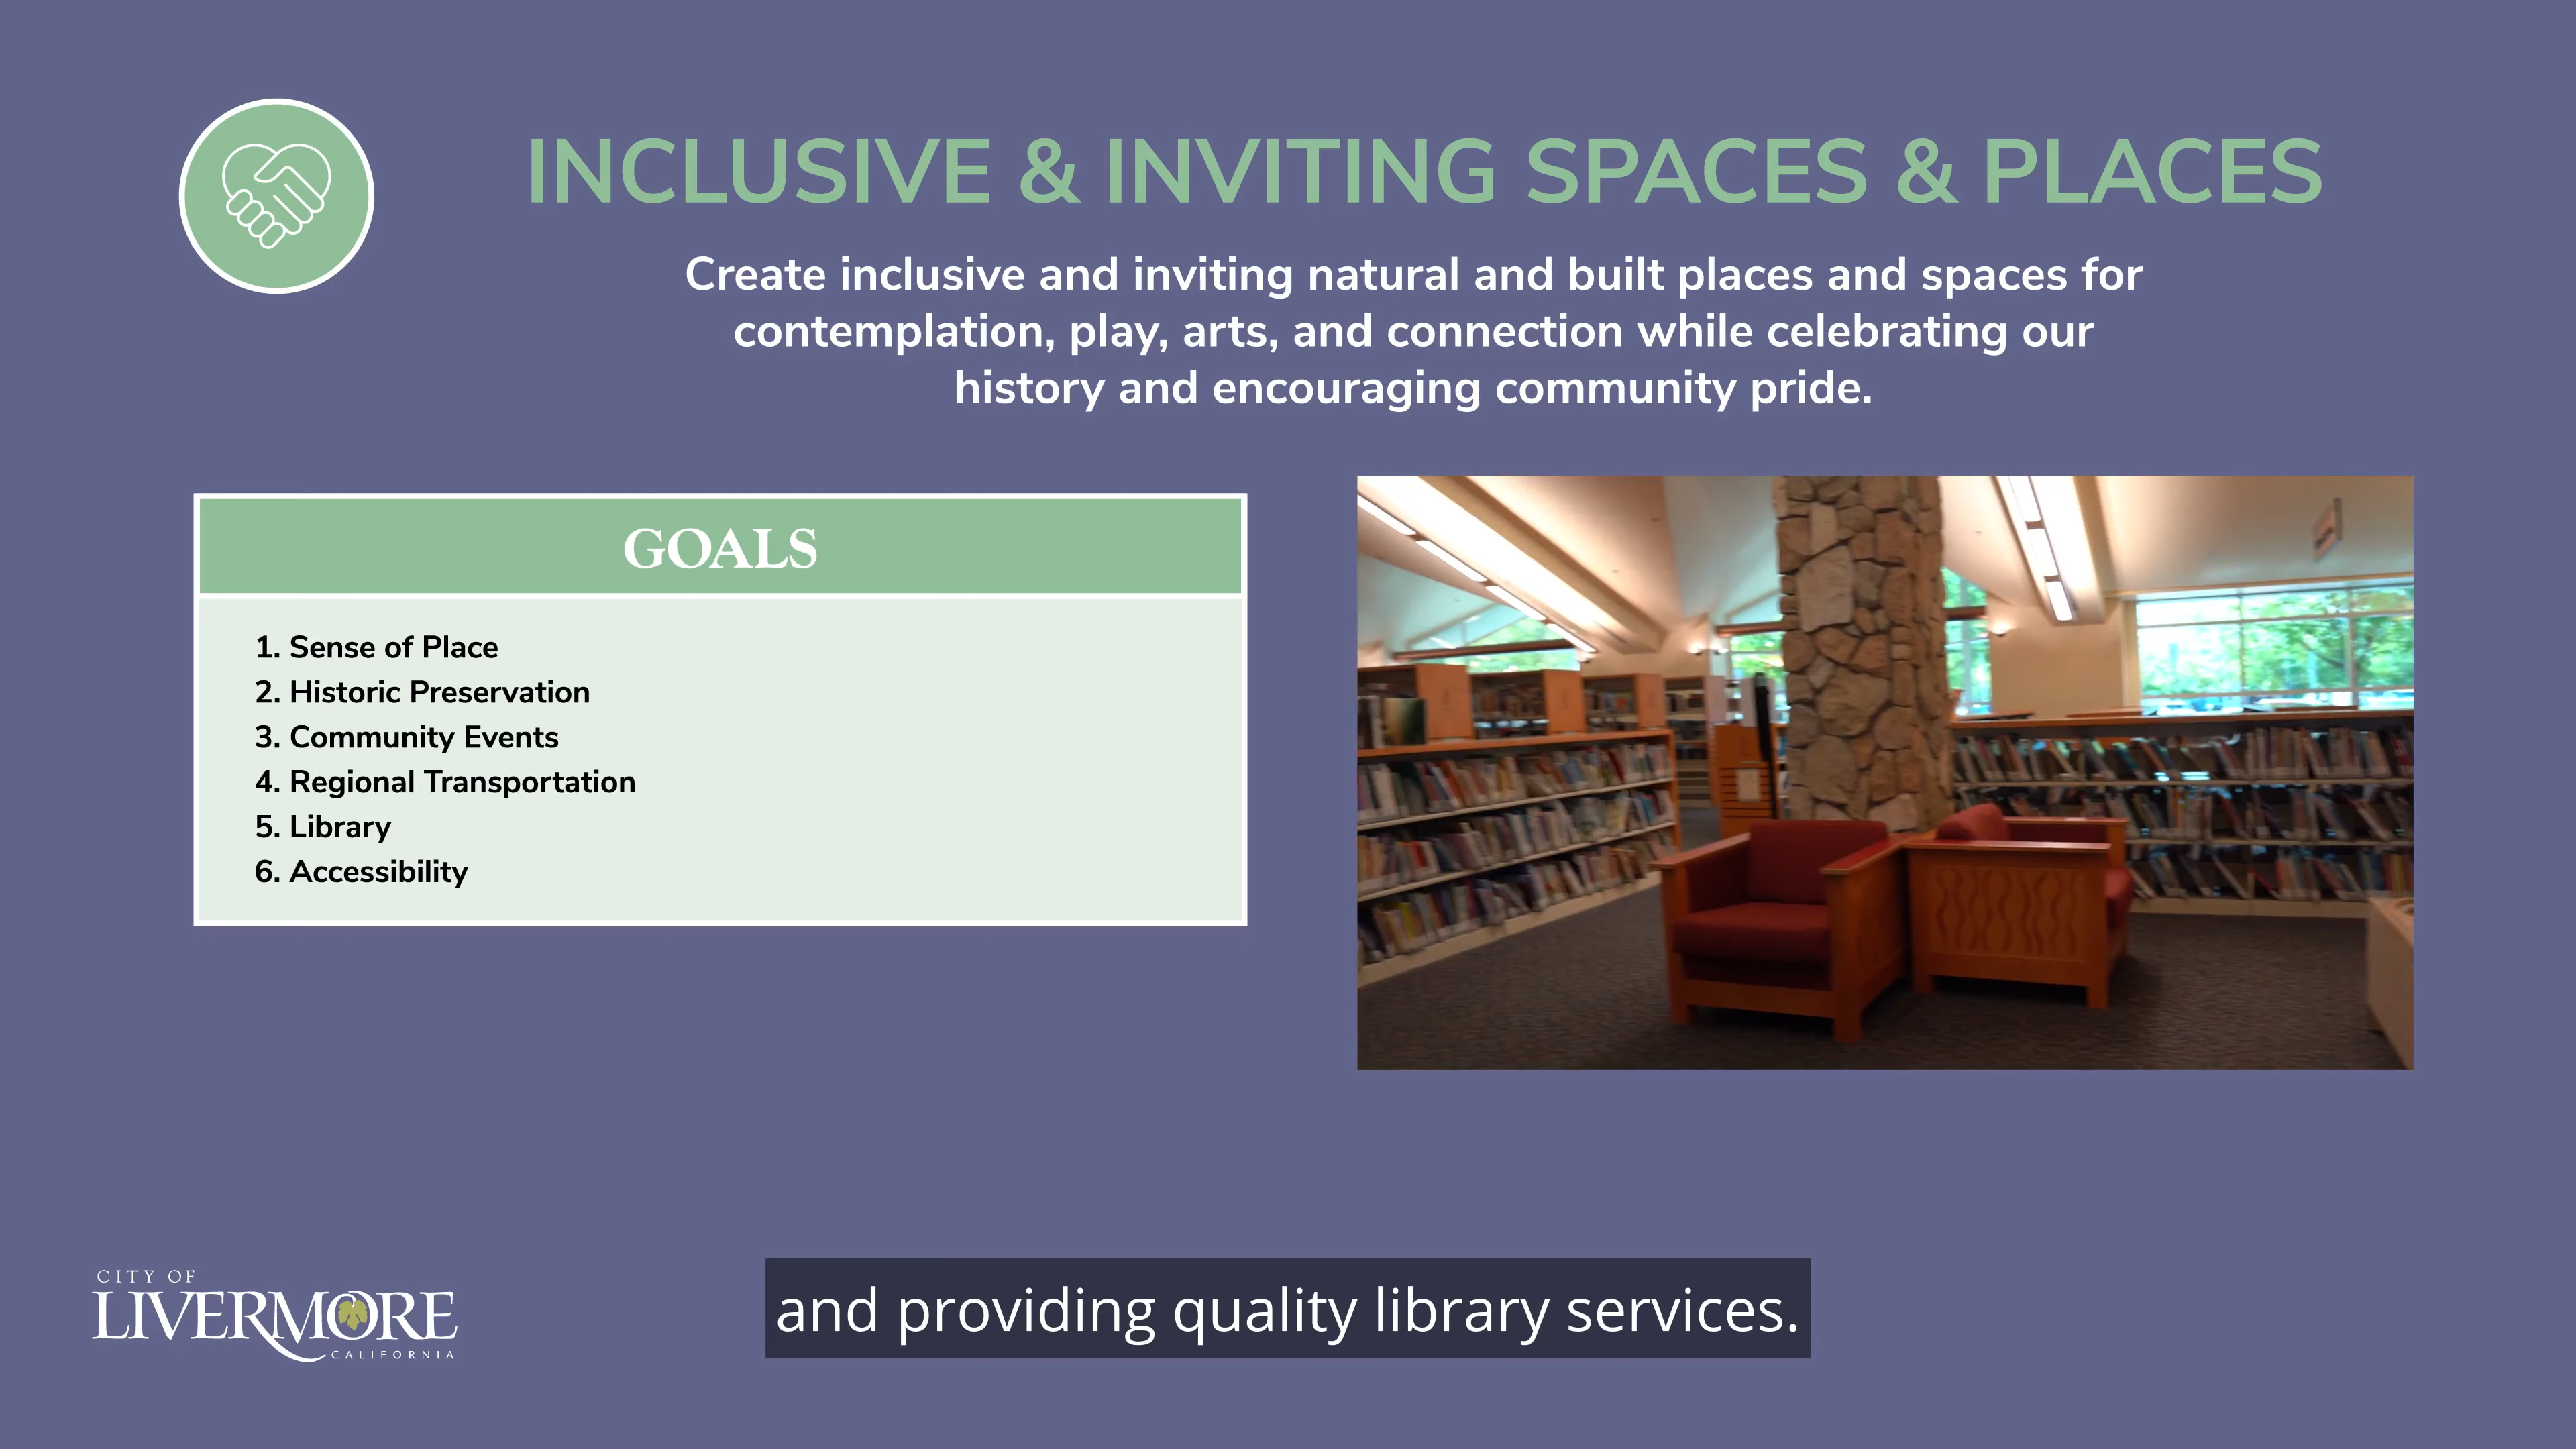 INCLUSIVE & INVITING SPACES & PLACES
Create inclusive and inviting natural and built places and spaces for
contemplation, play, arts, and connection while celebrating our
history and encouraging community pride.
GOALS
1. Sense of Place
2. Historic Preservation
3. Community Events
4. Regional Transportation
5. Library
6. Accessibility
CITY OF
LIVERMORE
CALIFORNIA
and providing quality library services.